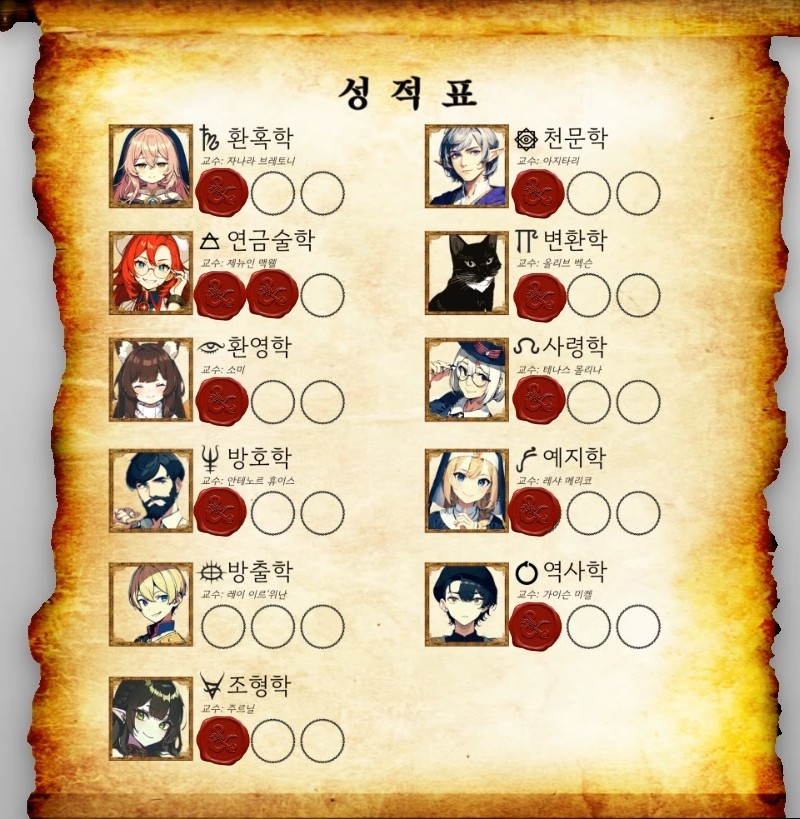 성적표
환혹학
교수: 자나라 브레토니
천문학
교수: 아지타리
연금술학
교수: 제뉴인 맥웰
변환학
교수: 올리브 벡슨
환영학
교수: 소미
사령학
교수: 테나스 몰리나
방호학
교수: 안테노르 휴이스
예지학
교수: 레샤 메리코
방출학
교수: 레이 이르'위난
역사학
교수: 가이슨 미켈
조형학
교수: 주르닐